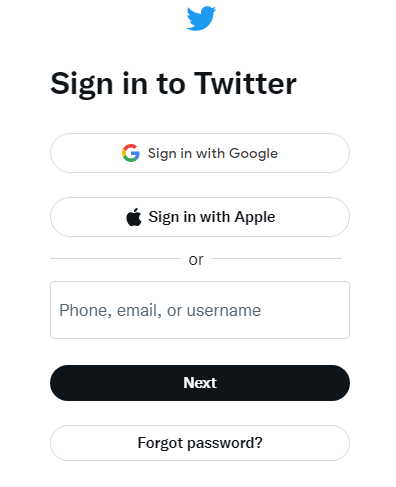 Sign in to Twitter
Sign in with Google
Sign in with Apple
or
Phone, email, or username
Next
Forgot password?